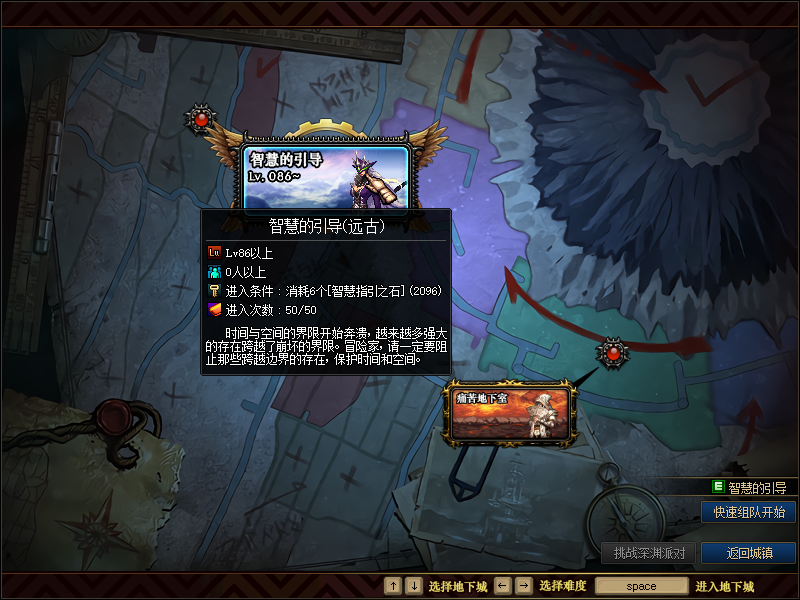 智慧的引导
Lv. 086~
智慧的引导(远古)
Lv Lv86以上
0人以上
进入条件 : 消耗6个[智慧指引之石] (2096)
进入次数 : 50/50
时间与空间的界限开始奔溃, 越来越多强大
的存在跨越了崩坏的界限。冒险家, 请一定要阻
止那些跨越边界的存在, 保护时间和空间。
痛苦地下室
E 智慧的引导
快速组队开始
挑战深渊派对
返回城镇
↑ ↓ 选择地下城 ← → 选择难度 space 进入地下城